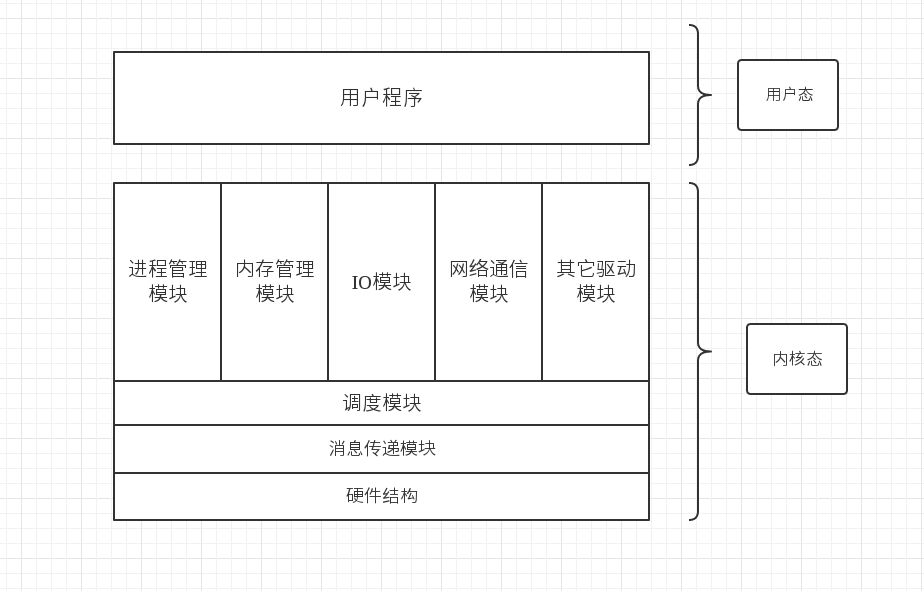 用户程序
用户态
进程管理
模块
内存管理
模块
IO模块
网络通信
模块
其它驱动
模块
内核态
调度模块
消息传递模块
硬件结构